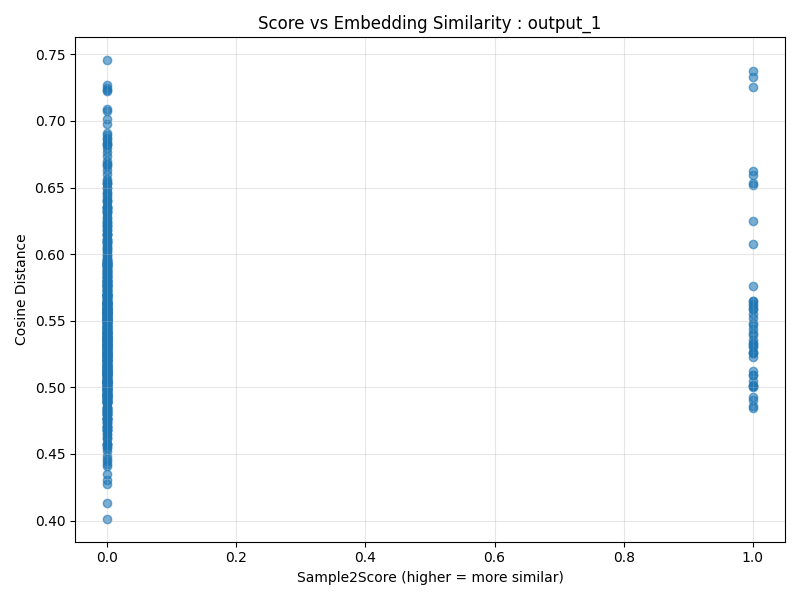 Score vs Embedding Similarity : output_1
Cosine Distance
0.75
0.70
0.65
0.60
0.55
0.50
0.45
0.40
0.0 0.2 0.4 0.6 0.8 1.0
Sample2Score (higher = more similar)